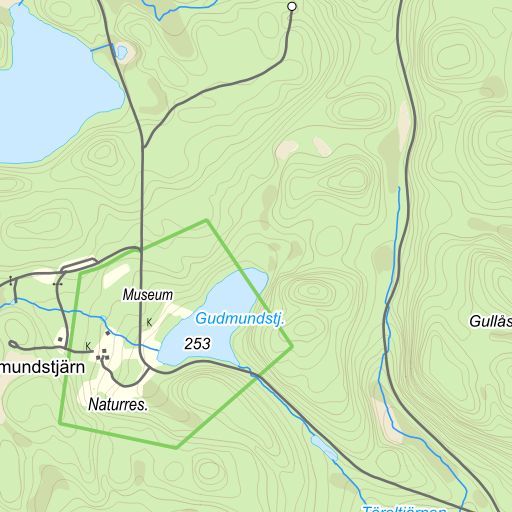 Museum
K
Gudmundstj.
Gullås
253
K
mundstjärn
Naturres.